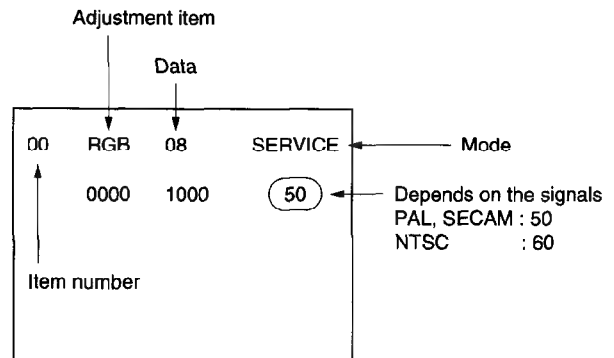 Adjustment item
Data
00 RGB 08 SERVICE
Mode
0000 1000 50
Depends on the signals
PAL, SECAM : 50
NTSC : 60
Item number